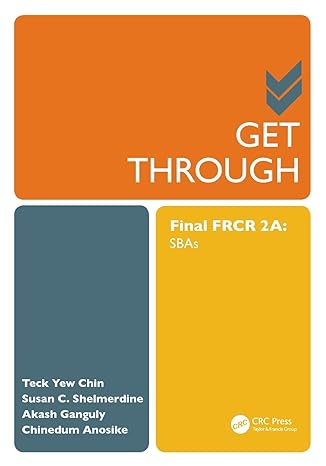 GET
THROUGH
Final FRCR 2A:
SBAs
Teck Yew Chin
Susan C. Shelmerdine
Akash Ganguly
Chinedum Anosike
CRC
CRC Press
Taylor & Francis Group